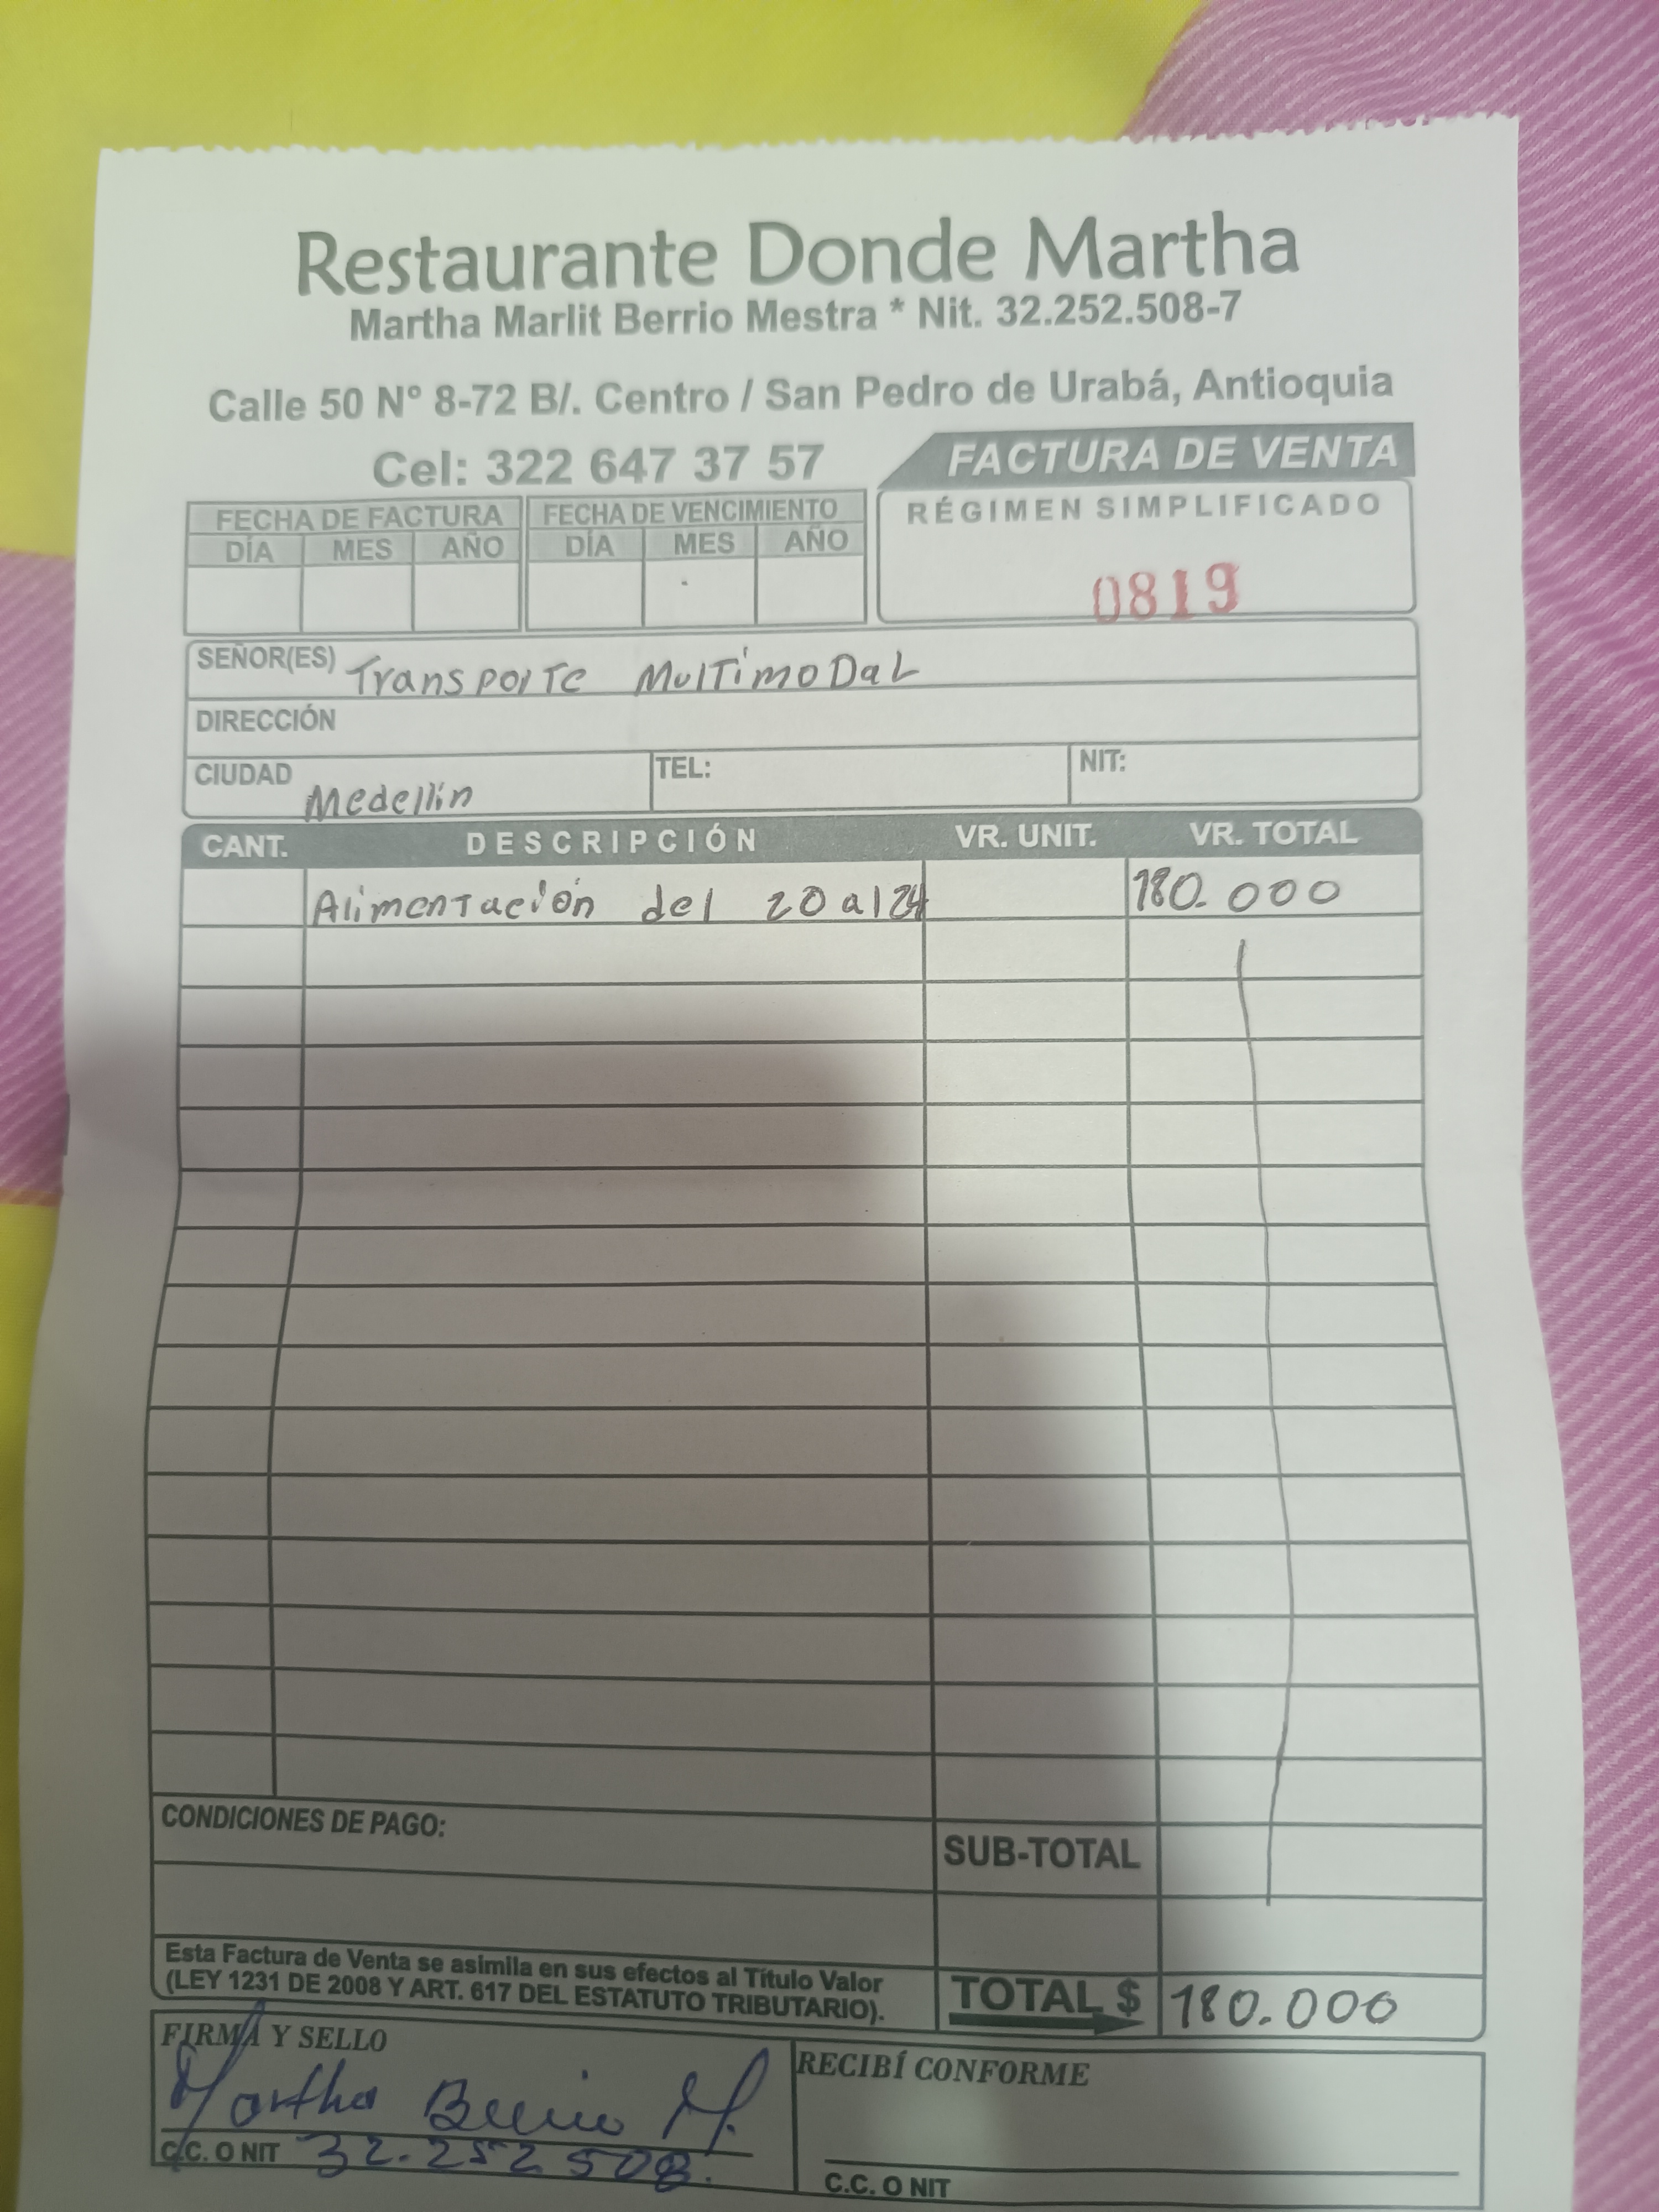 Restaurante Donde Martha
Martha Marlit Berrio Mestra * Nit. 32.252.508-7
Calle 50 N° 8-72 B/. Centro / San Pedro de Urabá, Antioquia
Cel: 322 647 37 57
FACTURA DE VENTA
RÉGIMEN SIMPLIFICADO
0819
FECHA DE FACTURA FECHA DE VENCIMIENTO
DÍA MES AÑO DÍA MES AÑO
SEÑOR(ES) Transporte MulTimoDaL
DIRECCIÓN
CIUDAD Medellín TEL: NIT:
CANT. DESCRIPCIÓN VR. UNIT. VR. TOTAL
Alimentación del 20 al 24 180.000
CONDICIONES DE PAGO:
SUB-TOTAL
Esta Factura de Venta se asimila en sus efectos al Título Valor
(LEY 1231 DE 2008 Y ART. 617 DEL ESTATUTO TRIBUTARIO).
TOTAL $ 180.000
FIRMA Y SELLO
Martha Berrio M.
C.C. O NIT 32.252.508.
RECIBÍ CONFORME
C.C. O NIT